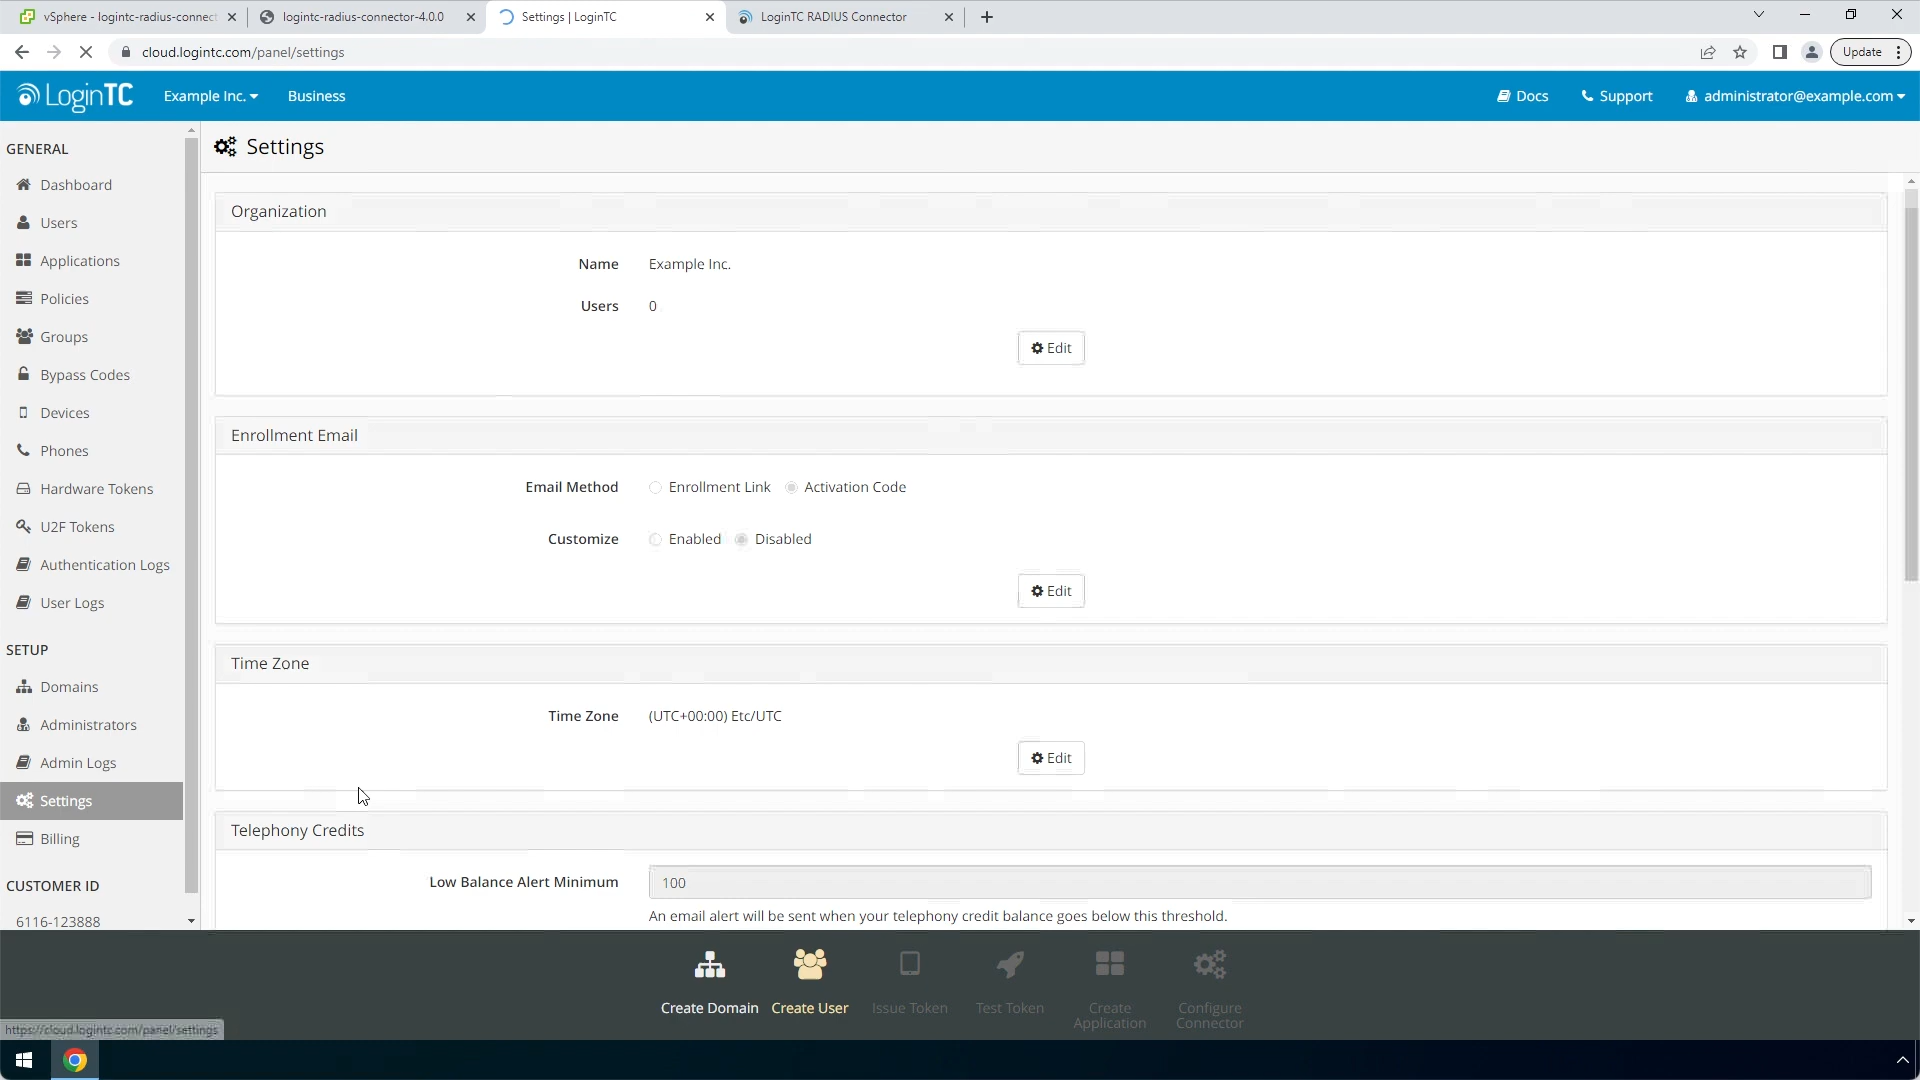 vSphere - logintc-radius-connect
logintc-radius-connector-4.0.0
Settings | LoginTC
LoginTC RADIUS Connector
cloud.logintc.com/panel/settings
Update
LoginTC
Example Inc.
Business
Docs
Support
administrator@example.com
GENERAL
Dashboard
Users
Applications
Policies
Groups
Bypass Codes
Devices
Phones
Hardware Tokens
U2F Tokens
Authentication Logs
User Logs
SETUP
Domains
Administrators
Admin Logs
Settings
Billing
CUSTOMER ID
6116-123888
Settings
Organization
Name Example Inc.
Users 0
Edit
Enrollment Email
Email Method Enrollment Link Activation Code
Customize Enabled Disabled
Edit
Time Zone
Time Zone (UTC+00:00) Etc/UTC
Edit
Telephony Credits
Low Balance Alert Minimum 100
An email alert will be sent when your telephony credit balance goes below this threshold.
Create Domain
Create User
Issue Token
Test Token
Create
Application
Configure
Connector
https://cloud.logintc.com/panel/settings